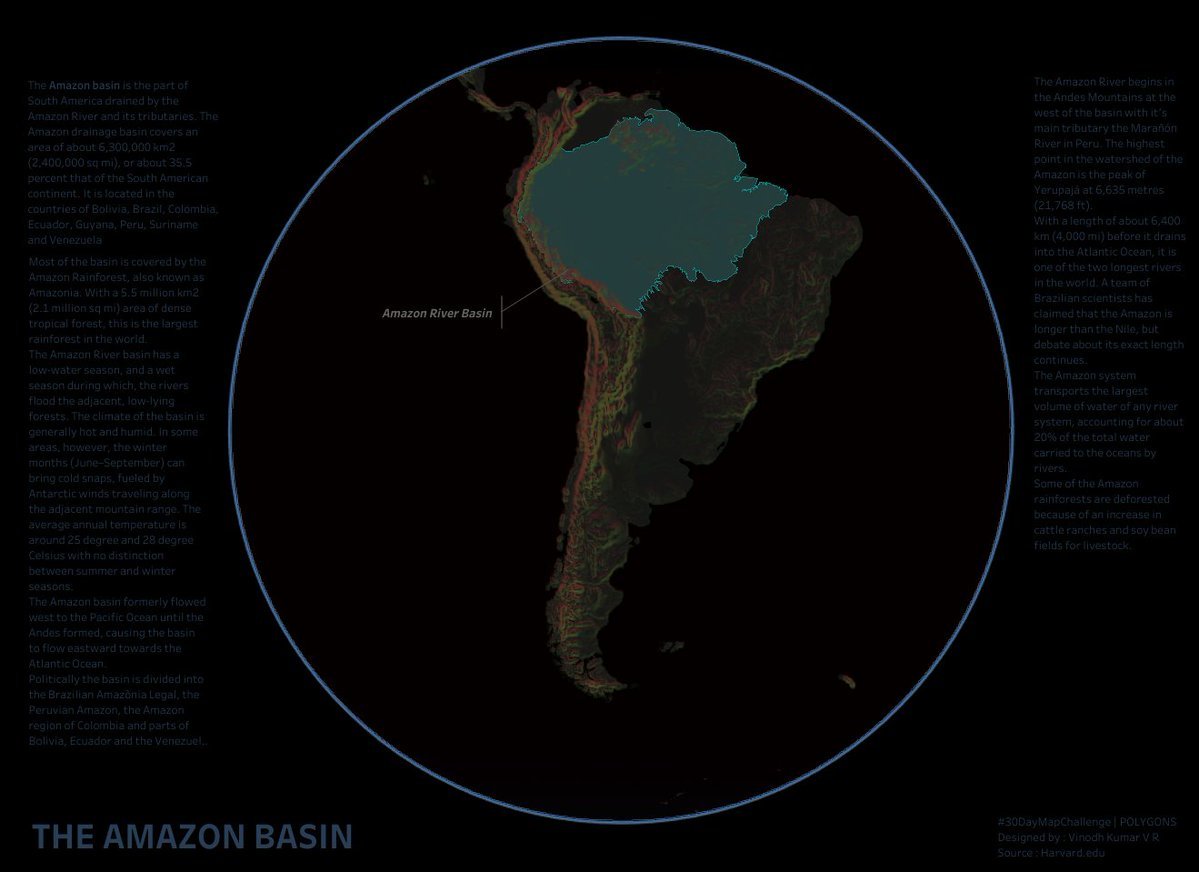 The Amazon basin is the part of
South America drained by the
Amazon River and its tributaries. The
Amazon drainage basin covers an
area of about 6,300,000 km2
(2,400,000 sq mi), or about 35.5
percent that of the South American
continent. It is located in the
countries of Bolivia, Brazil, Colombia,
Ecuador, Guyana, Peru, Suriname
and Venezuela
Most of the basin is covered by the
Amazon Rainforest, also known as
Amazonia. With a 5.5 million km2
(2.1 million sq mi) area of dense
tropical forest, this is the largest
rainforest in the world.
The Amazon River basin has a
low-water season, and a wet
season during which, the rivers
flood the adjacent, low-lying
forests. The climate of the basin is
generally hot and humid. In some
areas, however, the winter
months (June–September) can
bring cold snaps, fueled by
Antarctic winds traveling along
the adjacent mountain range. The
average annual temperature is
around 25 degree and 28 degree
Celsius with no distinction
between summer and winter
seasons.
The Amazon basin formerly flowed
west to the Pacific Ocean until the
Andes formed, causing the basin
to flow eastward towards the
Atlantic Ocean.
Politically the basin is divided into
the Brazilian Amazônia Legal, the
Peruvian Amazon, the Amazon
region of Colombia and parts of
Bolivia, Ecuador and the Venezuel..
Amazon River Basin
The Amazon River begins in
the Andes Mountains at the
west of the basin with it's
main tributary the Marañón
River in Peru. The highest
point in the watershed of the
Amazon is the peak of
Yerupajá at 6,635 metres
(21,768 ft).
With a length of about 6,400
km (4,000 mi) before it drains
into the Atlantic Ocean, it is
one of the two longest rivers
in the world. A team of
Brazilian scientists has
claimed that the Amazon is
longer than the Nile, but
debate about its exact length
continues.
The Amazon system
transports the largest
volume of water of any river
system, accounting for about
20% of the total water
carried to the oceans by
rivers.
Some of the Amazon
rainforests are deforested
because of an increase in
cattle ranches and soy bean
fields for livestock.
THE AMAZON BASIN
#30DayMapChallenge | POLYGONS
Designed by : Vinodh Kumar V R
Source : Harvard.edu